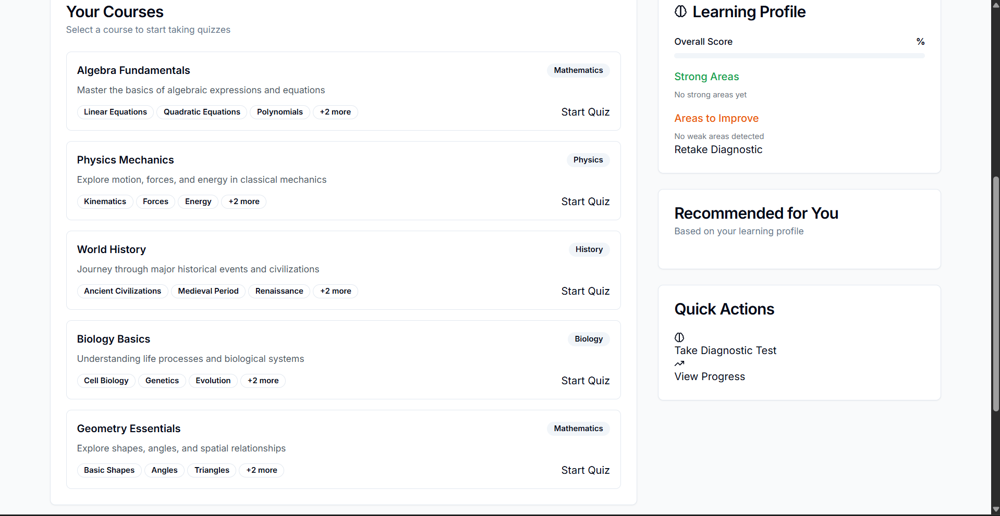 Your Courses
Select a course to start taking quizzes
Algebra Fundamentals
Mathematics
Master the basics of algebraic expressions and equations
Linear Equations
Quadratic Equations
Polynomials
+2 more
Start Quiz
Physics Mechanics
Physics
Explore motion, forces, and energy in classical mechanics
Kinematics
Forces
Energy
+2 more
Start Quiz
World History
History
Journey through major historical events and civilizations
Ancient Civilizations
Medieval Period
Renaissance
+2 more
Start Quiz
Biology Basics
Biology
Understanding life processes and biological systems
Cell Biology
Genetics
Evolution
+2 more
Start Quiz
Geometry Essentials
Mathematics
Explore shapes, angles, and spatial relationships
Basic Shapes
Angles
Triangles
+2 more
Start Quiz
Learning Profile
Overall Score
%
Strong Areas
No strong areas yet
Areas to Improve
No weak areas detected
Retake Diagnostic
Recommended for You
Based on your learning profile
Quick Actions
Take Diagnostic Test
View Progress